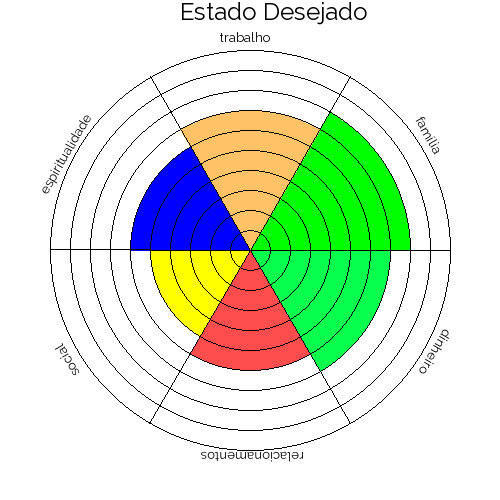 Estado Desejado
trabalho
família
dinheiro
relacionamentos
social
espiritualidade